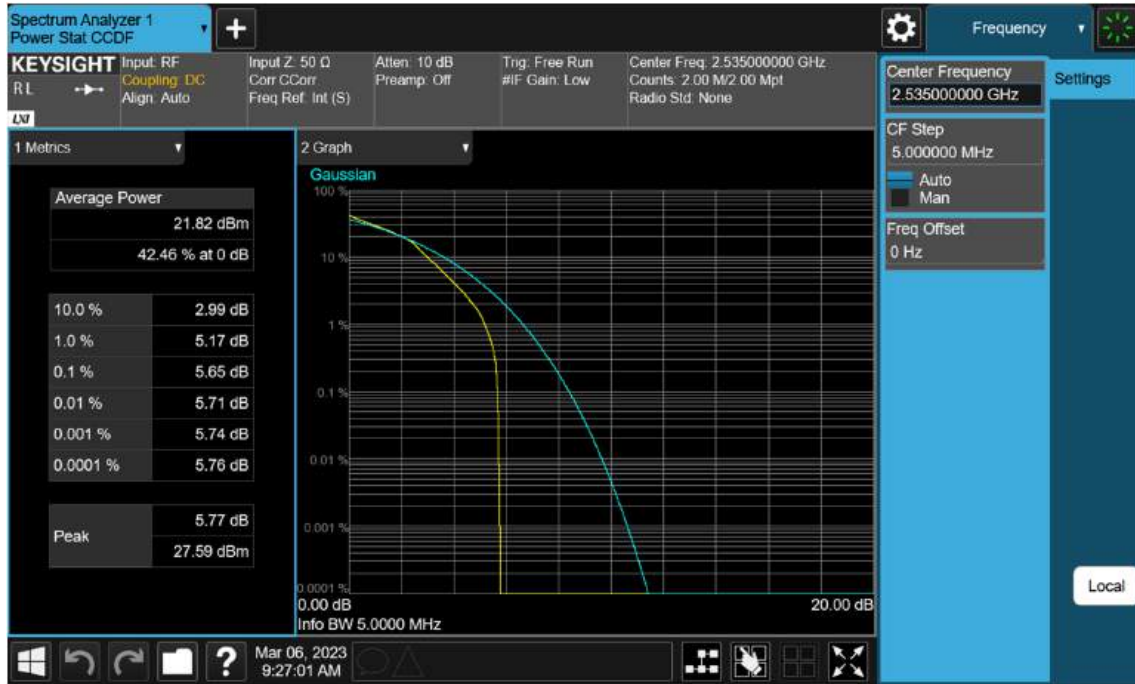 Spectrum Analyzer 1
Power Stat CCDF
+
Frequency
KEYSIGHT
RL
LXI
Input: RF
Coupling: DC
Align: Auto
Input Z: 50 Ω
Corr CCorr
Freq Ref: Int (S)
Atten: 10 dB
Preamp: Off
Trig: Free Run
#IF Gain: Low
Center Freq: 2.535000000 GHz
Counts: 2.00 M/2.00 Mpt
Radio Std: None
Center Frequency
2.535000000 GHz
Settings
CF Step
5.000000 MHz
Auto
Man
Freq Offset
0 Hz
Local
1 Metrics
Average Power
21.82 dBm
42.46 % at 0 dB
10.0 % 2.99 dB
1.0 % 5.17 dB
0.1 % 5.65 dB
0.01 % 5.71 dB
0.001 % 5.74 dB
0.0001 % 5.76 dB
Peak
5.77 dB
27.59 dBm
2 Graph
Gaussian
100 %
10 %
1 %
0.1 %
0.01 %
0.001 %
0.0001 %
0.00 dB 20.00 dB
Info BW 5.0000 MHz
?
Mar 06, 2023
9:27:01 AM